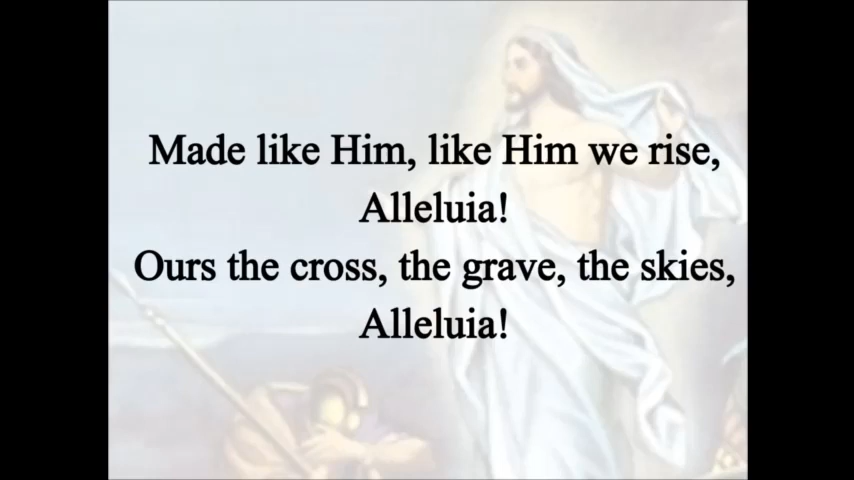 Made like Him, like Him we rise,
Alleluia!
Ours the cross, the grave, the skies,
Alleluia!